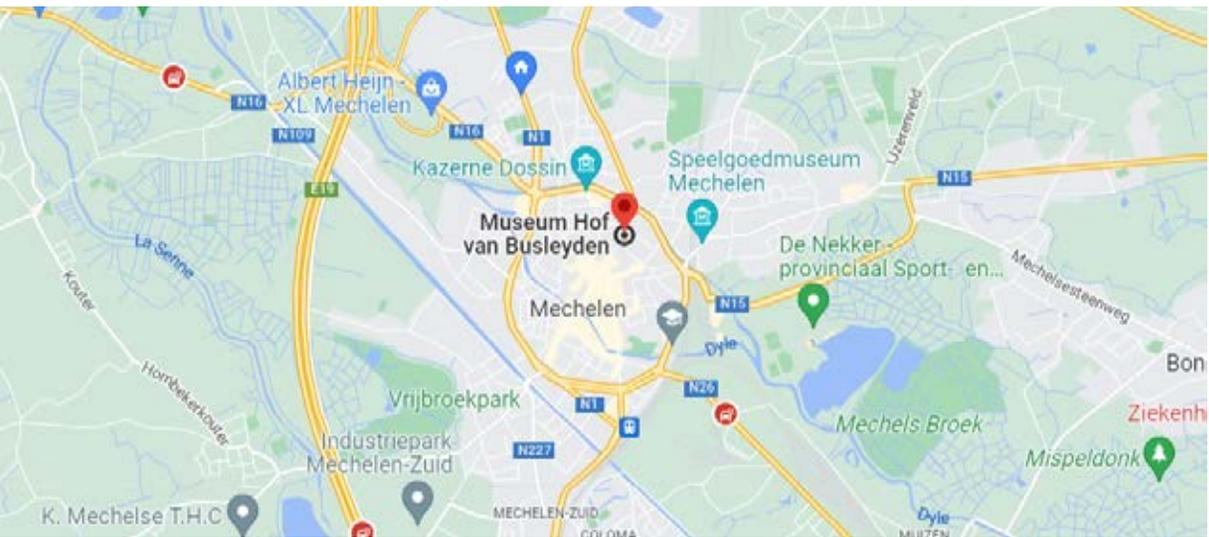 Albert Heijn -
XL Mechelen
N16
N109
N16
N1
E19
Kazerne Dossin
Speelgoedmuseum
Mechelen
IJzerenveld
N15
Museum Hof
van Busleyden
La Senne
Kouter
De Nekker -
provinciaal Sport- en...
Mechelsesteenweg
Mechelen
N15
Dyle
Bon
Hombekerkouter
Vrijbroekpark
N1
N26
Ziekenh
Mechels Broek
Industriepark
Mechelen-Zuid
N227
Mispeldonk
K. Mechelse T.H.C
MECHELEN-ZUID
COLOMA
Dyle
MUIZEN